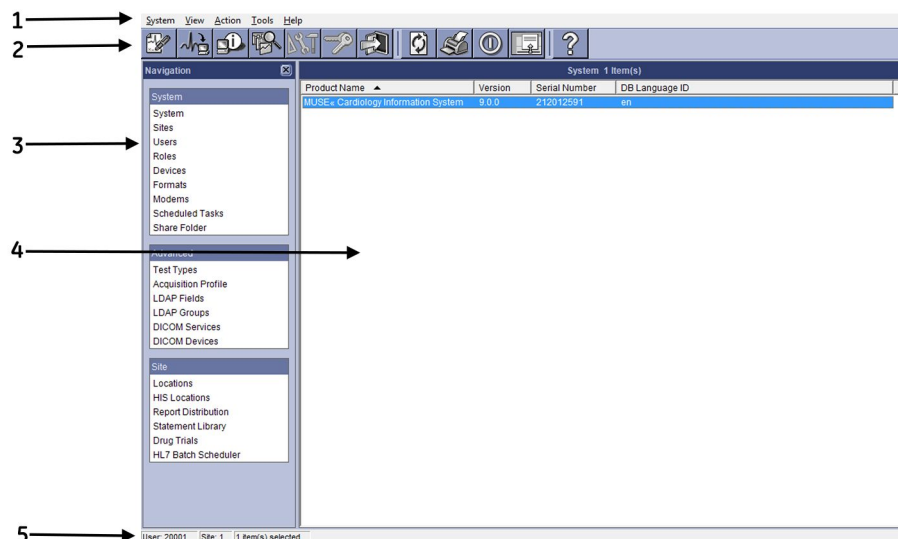 1
System View Action Tools Help
2
Navigation
System 1 Item(s)
Product Name Version Serial Number DB Language ID
MUSE« Cardiology Information System 9.0.0 212012591 en
System
System
Sites
3
Users
Roles
Devices
Formats
Modems
Scheduled Tasks
Share Folder
4
Advanced
Test Types
Acquisition Profile
LDAP Fields
LDAP Groups
DICOM Services
DICOM Devices
Site
Locations
HIS Locations
Report Distribution
Statement Library
Drug Trials
HL7 Batch Scheduler
5
User: 20001 Site: 1 1 item(s) selected